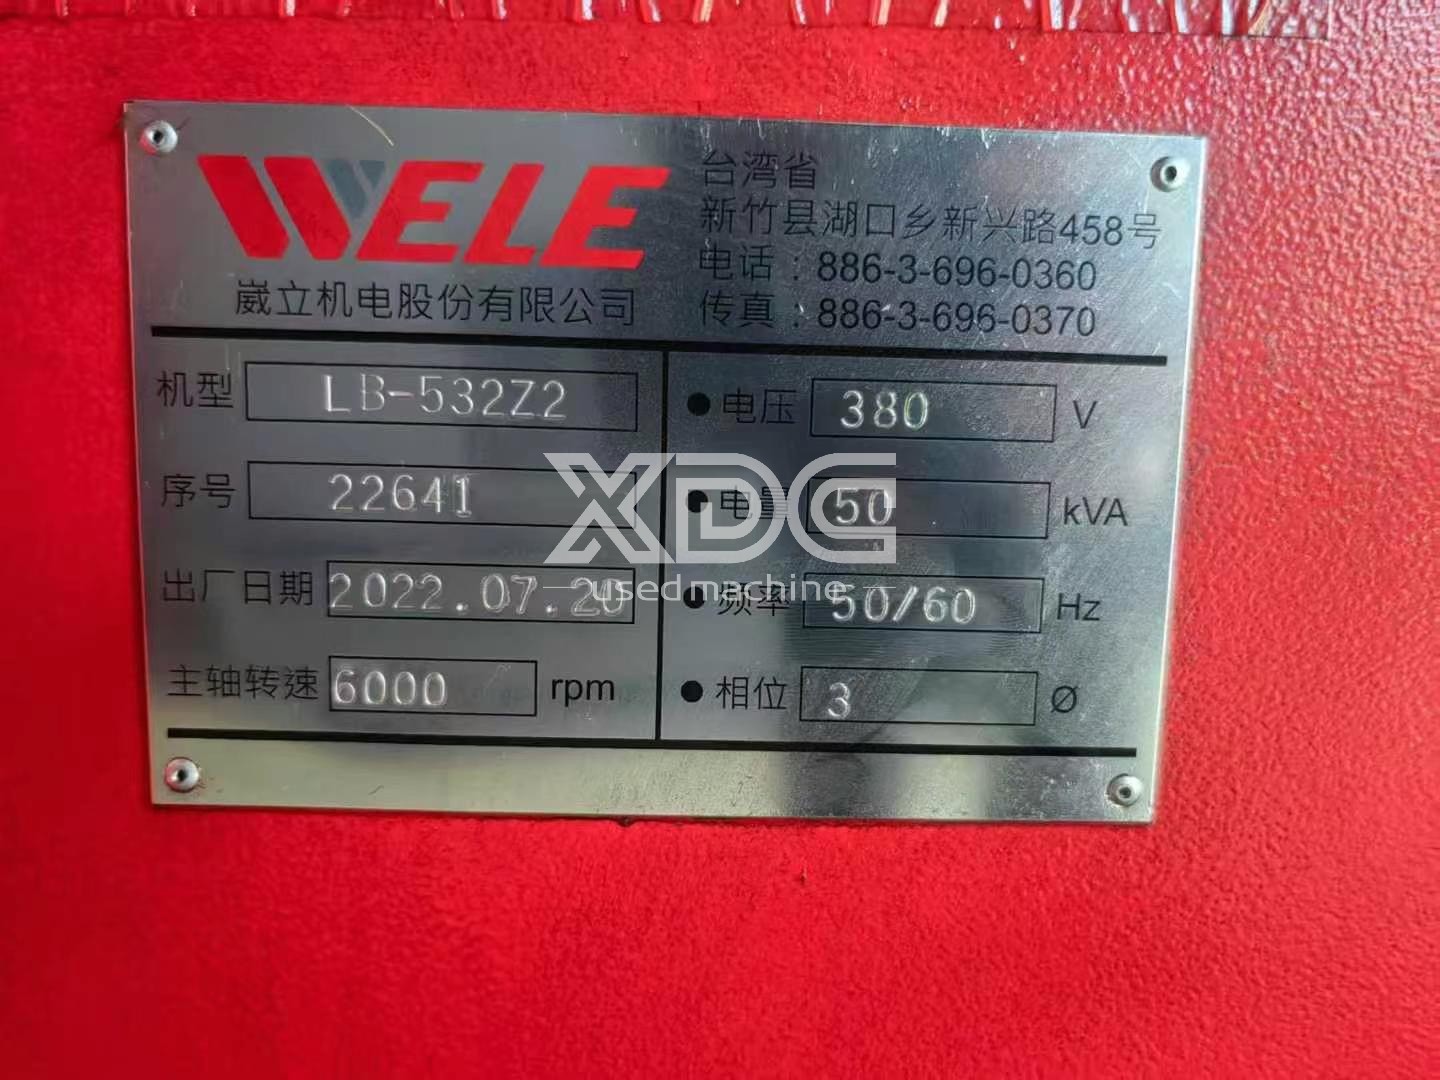 WELE
崴立机电股份有限公司
台湾省
新竹县湖口乡新兴路458号
电话：886-3-696-0360
传真：886-3-696-0370
机型 LB-532Z2
序号 22641
出厂日期 2022.07.20
主轴转速 6000 rpm
●电压 380 V
●电量 50 kVA
●频率 50/60 Hz
●相位 3 Ø
XDC
used machine